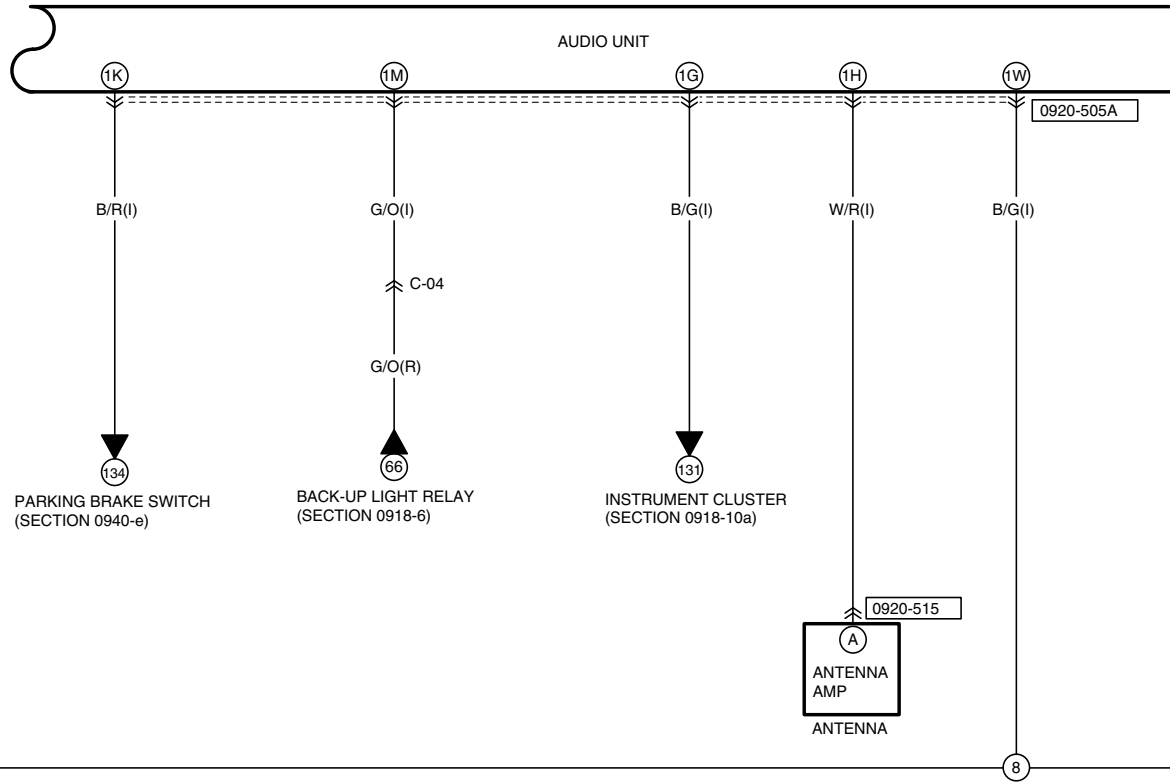 AUDIO UNIT
1K 1M 1G 1H 1W
0920-505A
B/R(I) G/O(I) B/G(I) W/R(I) B/G(I)
C-04
G/O(R)
134 66 131
PARKING BRAKE SWITCH
(SECTION 0940-e)
BACK-UP LIGHT RELAY
(SECTION 0918-6)
INSTRUMENT CLUSTER
(SECTION 0918-10a)
0920-515
A
ANTENNA
AMP
ANTENNA
8